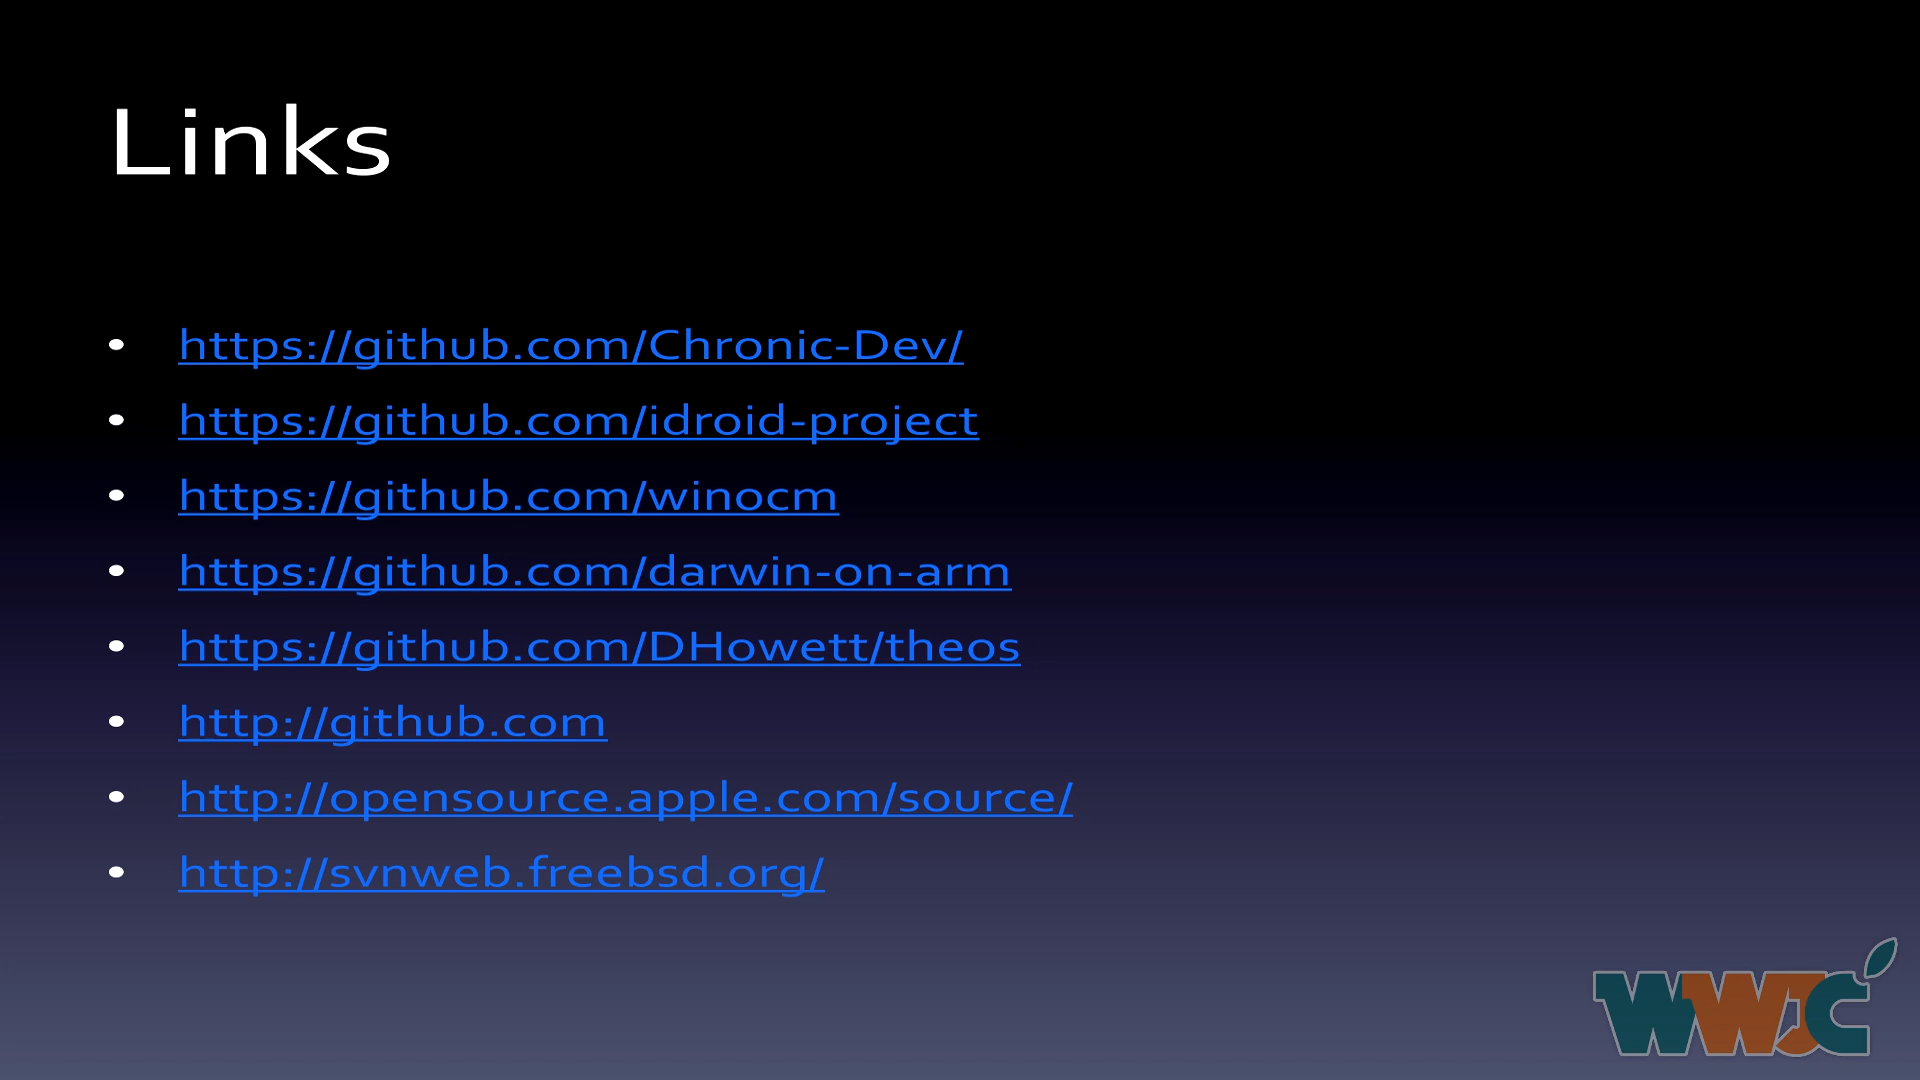 Links
• https://github.com/Chronic-Dev/
• https://github.com/idroid-project
• https://github.com/winocm
• https://github.com/darwin-on-arm
• https://github.com/DHowett/theos
• http://github.com
• http://opensource.apple.com/source/
• http://svnweb.freebsd.org/
WWJC